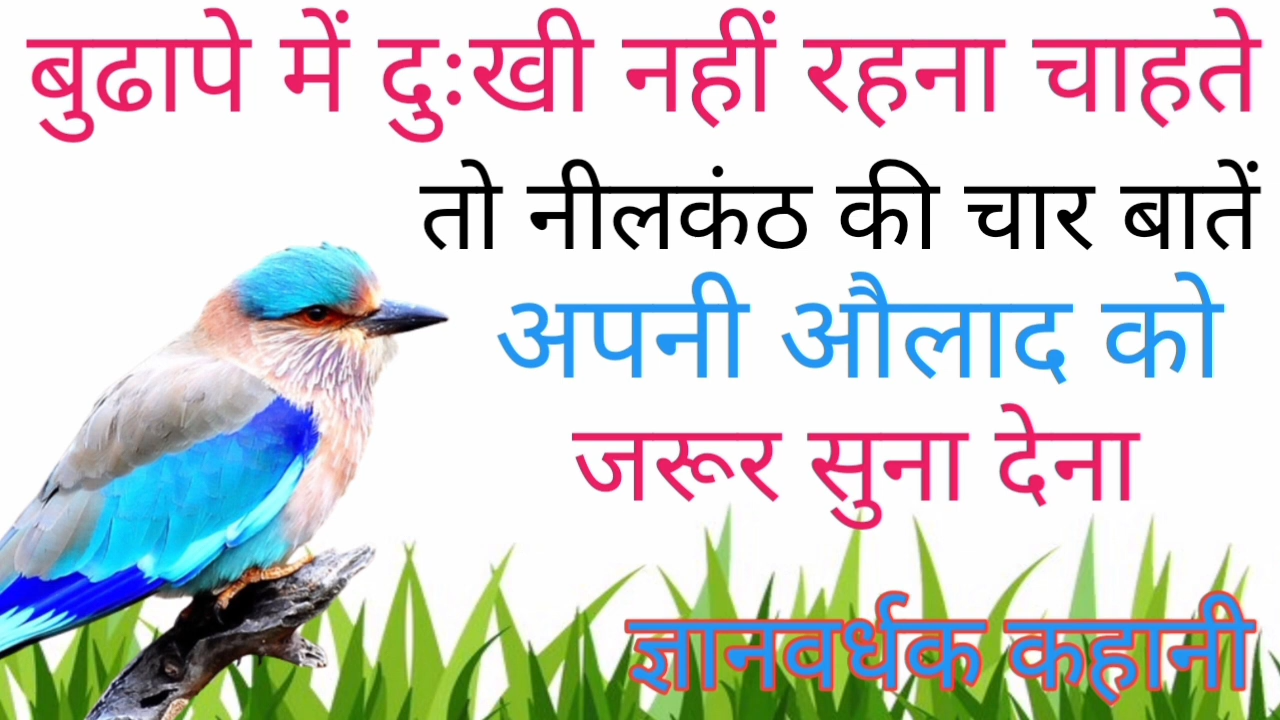 बुढापे में दुःखी नहीं रहना चाहते
तो नीलकंठ की चार बातें
अपनी औलाद को
जरूर सुना देना
ज्ञानवर्धक कहानी